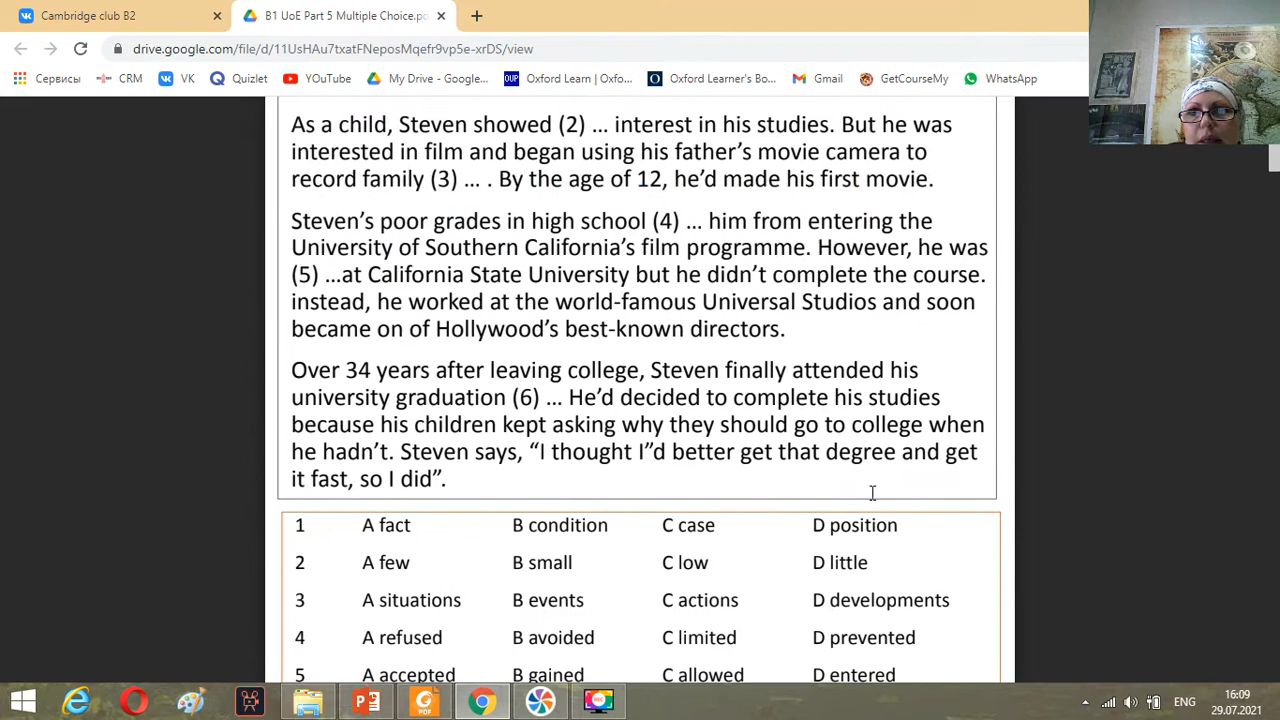 Cambridge club B2
B1 UoE Part 5 Multiple Choice.pd
drive.google.com/file/d/11UsHAu7txatFNeposMqefr9vp5e-xrDS/view
Сервисы CRM VK Quizlet YOUTube My Drive - Google... OUP Oxford Learn | Oxfo... Oxford Learner's Bo... Gmail GetCourseMy WhatsApp
As a child, Steven showed (2) … interest in his studies. But he was
interested in film and began using his father’s movie camera to
record family (3) … . By the age of 12, he’d made his first movie.
Steven’s poor grades in high school (4) … him from entering the
University of Southern California’s film programme. However, he was
(5) …at California State University but he didn’t complete the course.
instead, he worked at the world-famous Universal Studios and soon
became on of Hollywood’s best-known directors.
Over 34 years after leaving college, Steven finally attended his
university graduation (6) … He’d decided to complete his studies
because his children kept asking why they should go to college when
he hadn’t. Steven says, “I thought I”d better get that degree and get
it fast, so I did”.
1 A fact B condition C case D position
2 A few B small C low D little
3 A situations B events C actions D developments
4 A refused B avoided C limited D prevented
5 A accepted B gained C allowed D entered
PDF
ENG
16:09
29.07.2021